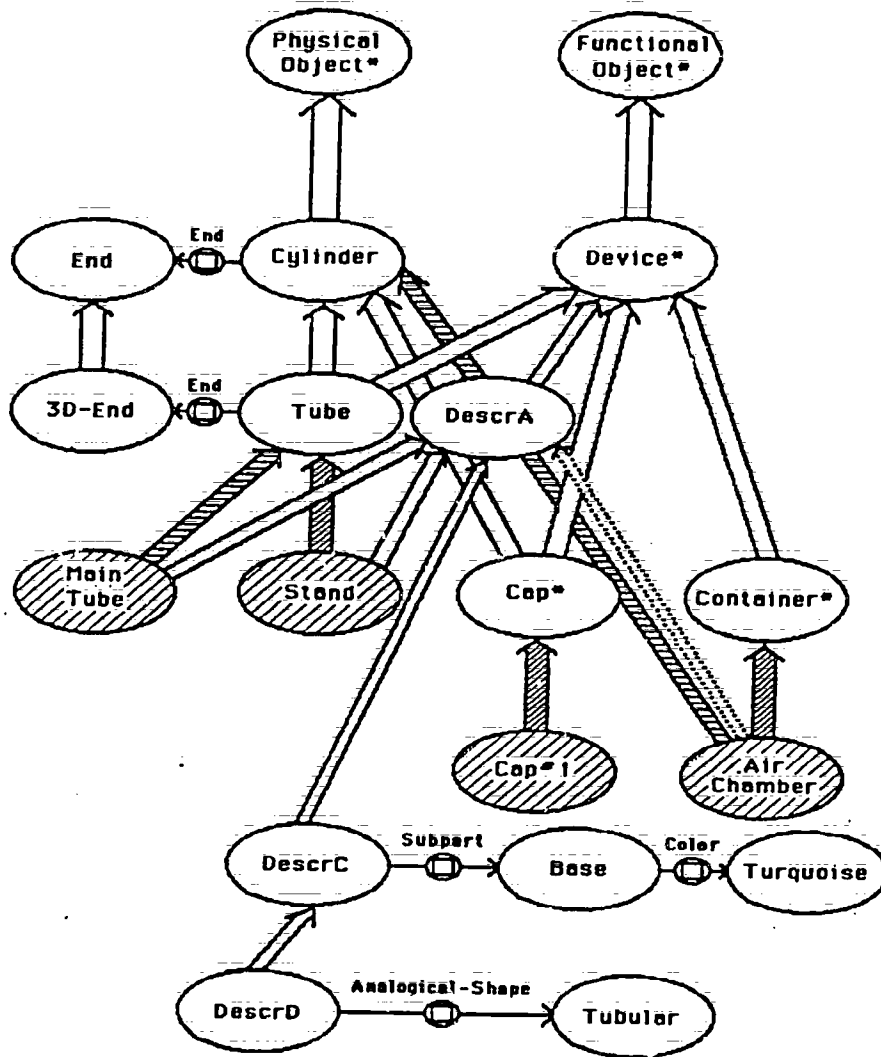 Physical
Object*
Functional
Object*
End
End
Cylinder
Device*
3D-End
End
Tube
DescrA
Main
Tube
Stand
Cap*
Container*
Cap#1
Air
Chamber
DescrC
Subpart
Base
Color
Turquoise
DescrD
Analogical-Shape
Tubular